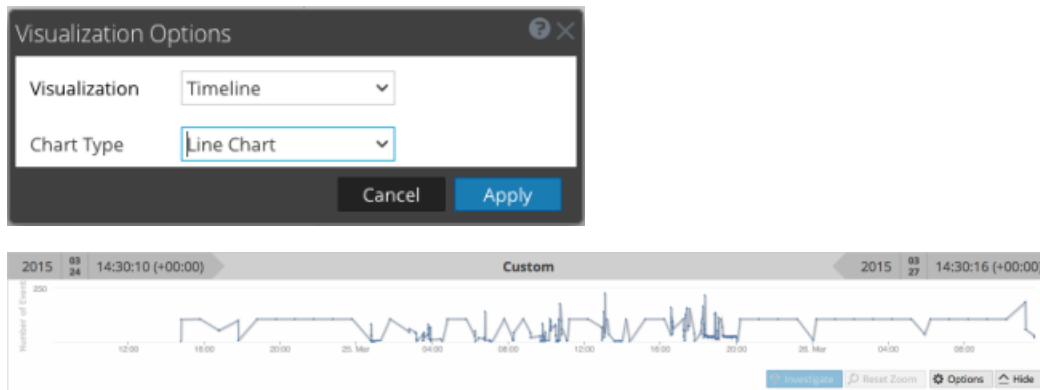 Visualization Options
Visualization Timeline
Chart Type Line Chart
Cancel Apply
2015 03 24 14:30:10 (+00:00) Custom 2015 03 27 14:30:16 (+00:00)
Number of Event
250
12:00 16:00 20:00 25. Mar 04:00 08:00 12:00 16:00 20:00 26. Mar 04:00 08:00
Investigate Reset Zoom Options Hide